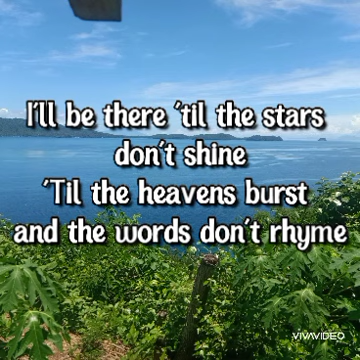 I'll be there 'til the stars
don't shine
'Til the heavens burst
and the words don't rhyme
VIVAVIDEO